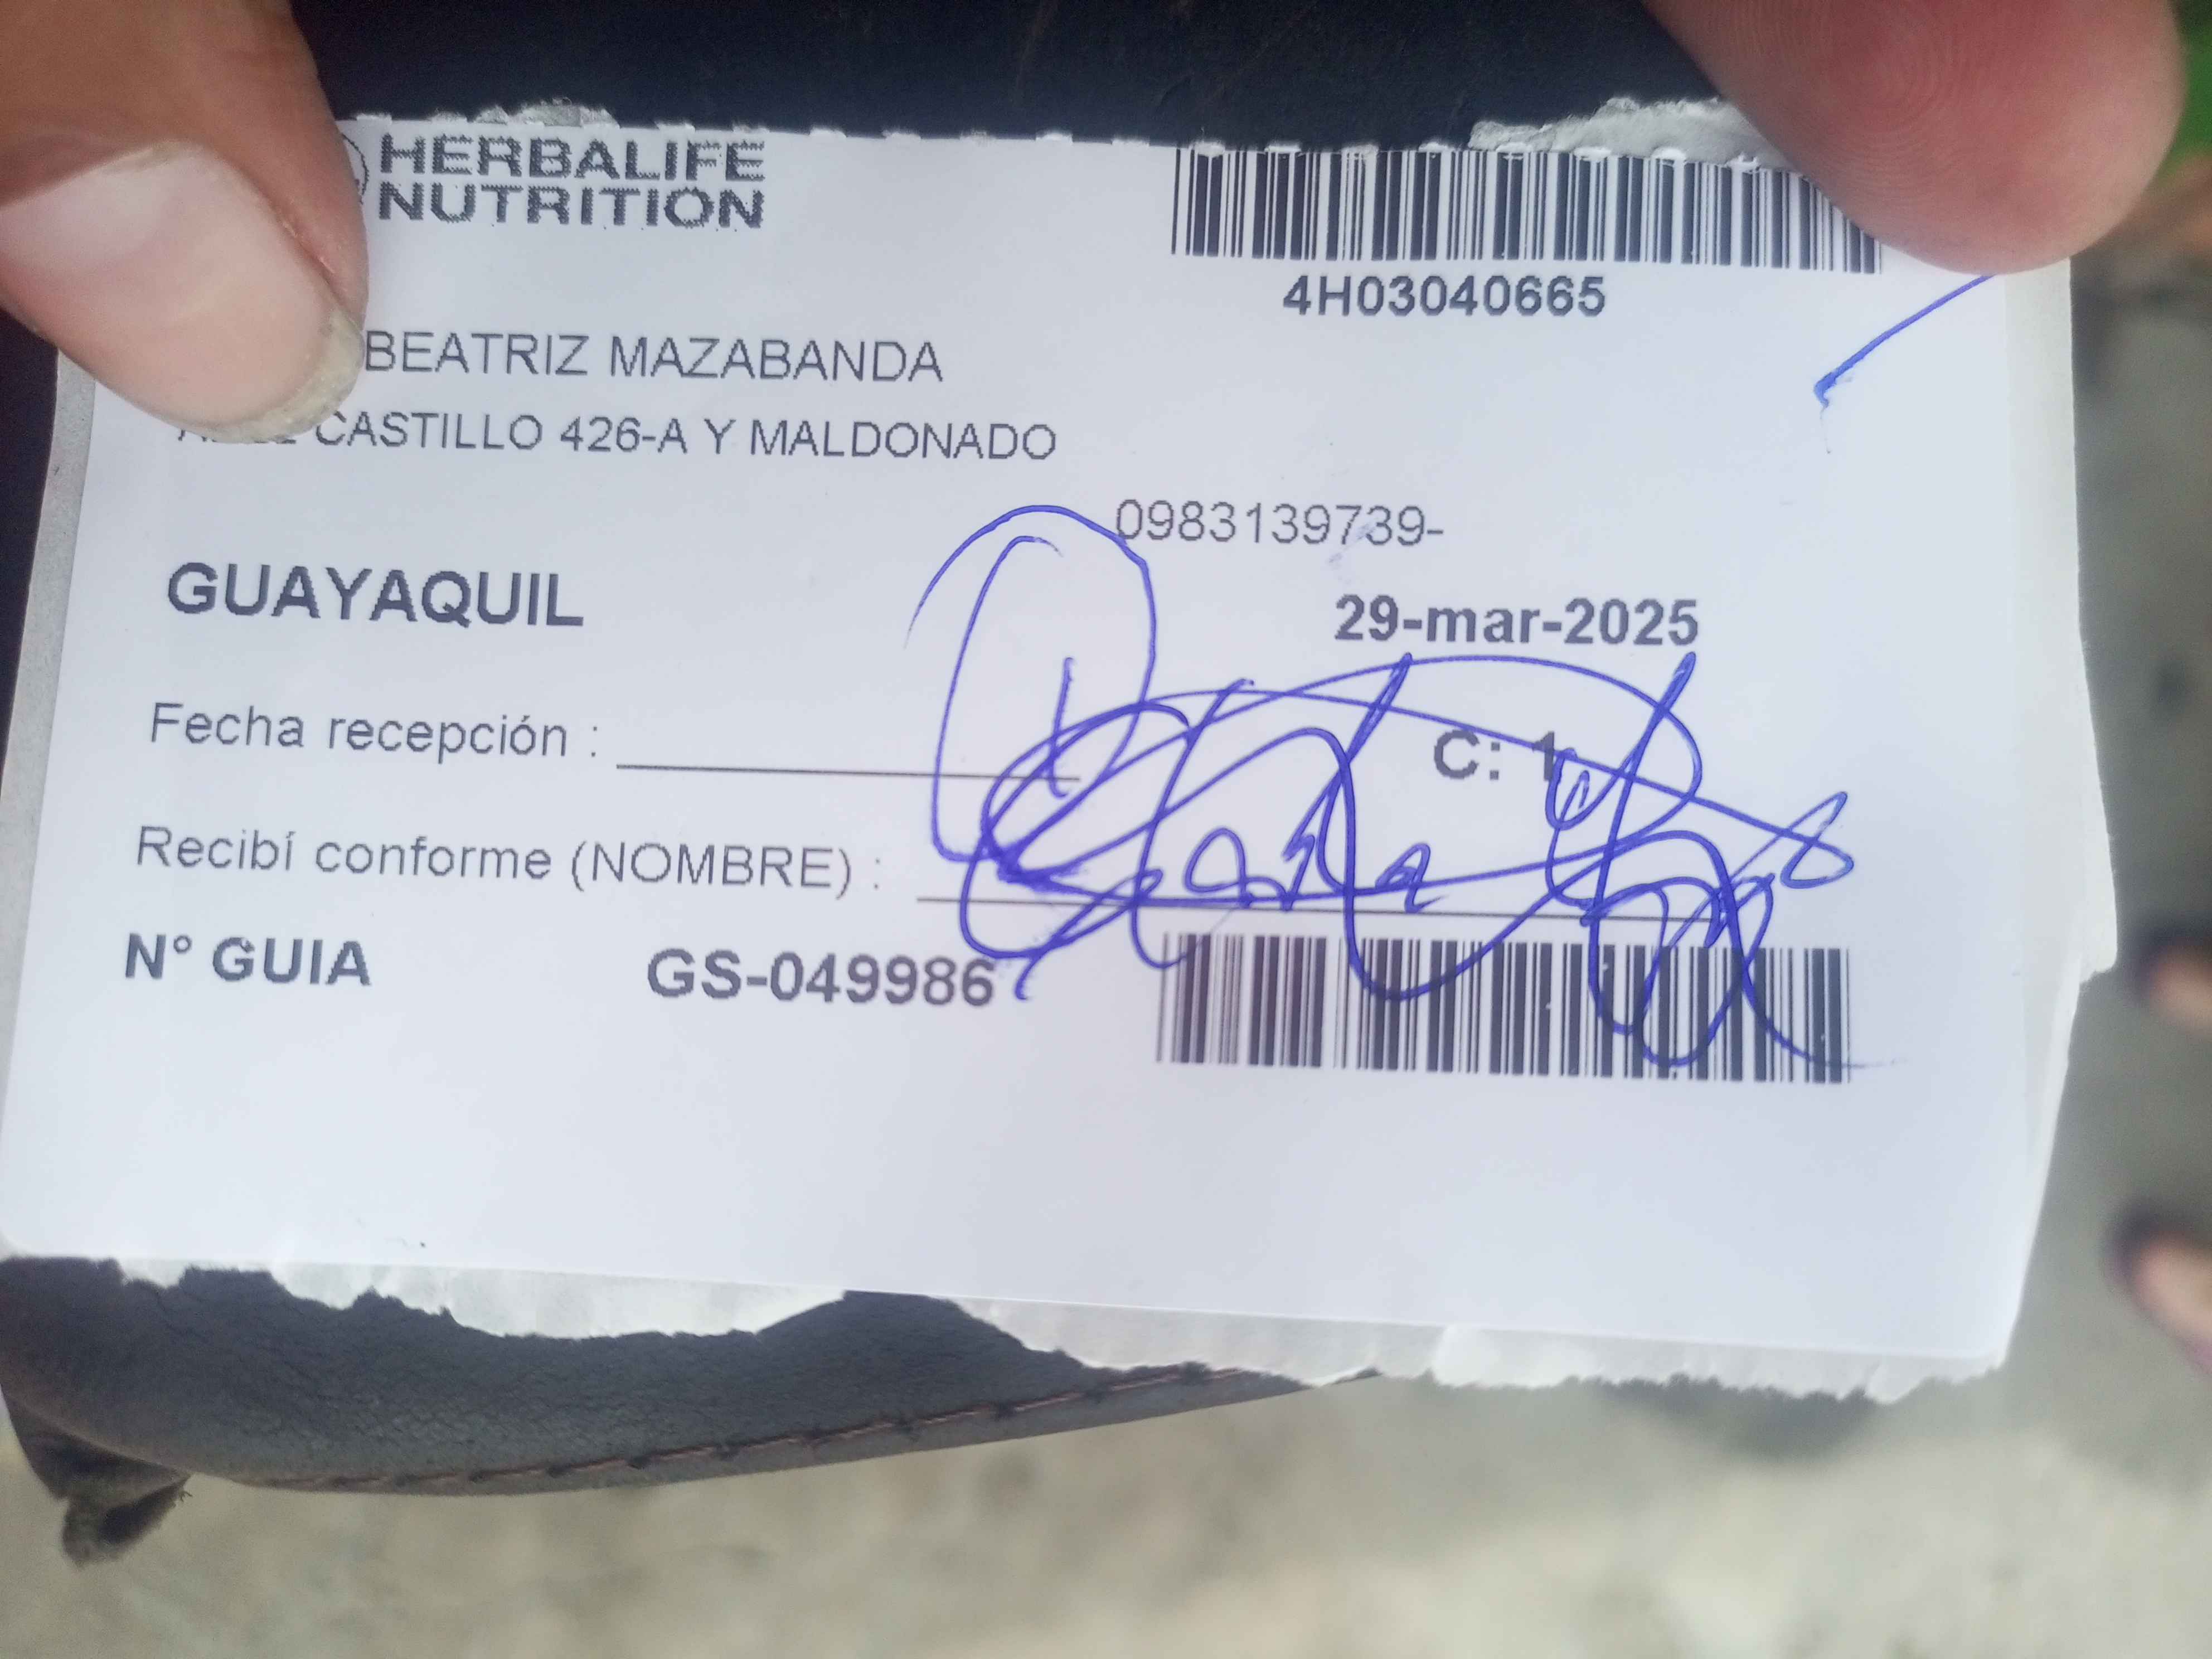 HERBALIFE
NUTRITION
4H03040665
BEATRIZ MAZABANDA
CASTILLO 426-A Y MALDONADO
0983139739-
GUAYAQUIL
29-mar-2025
Fecha recepción :
C: 1
Recibí conforme (NOMBRE) :
N° GUIA GS-049986